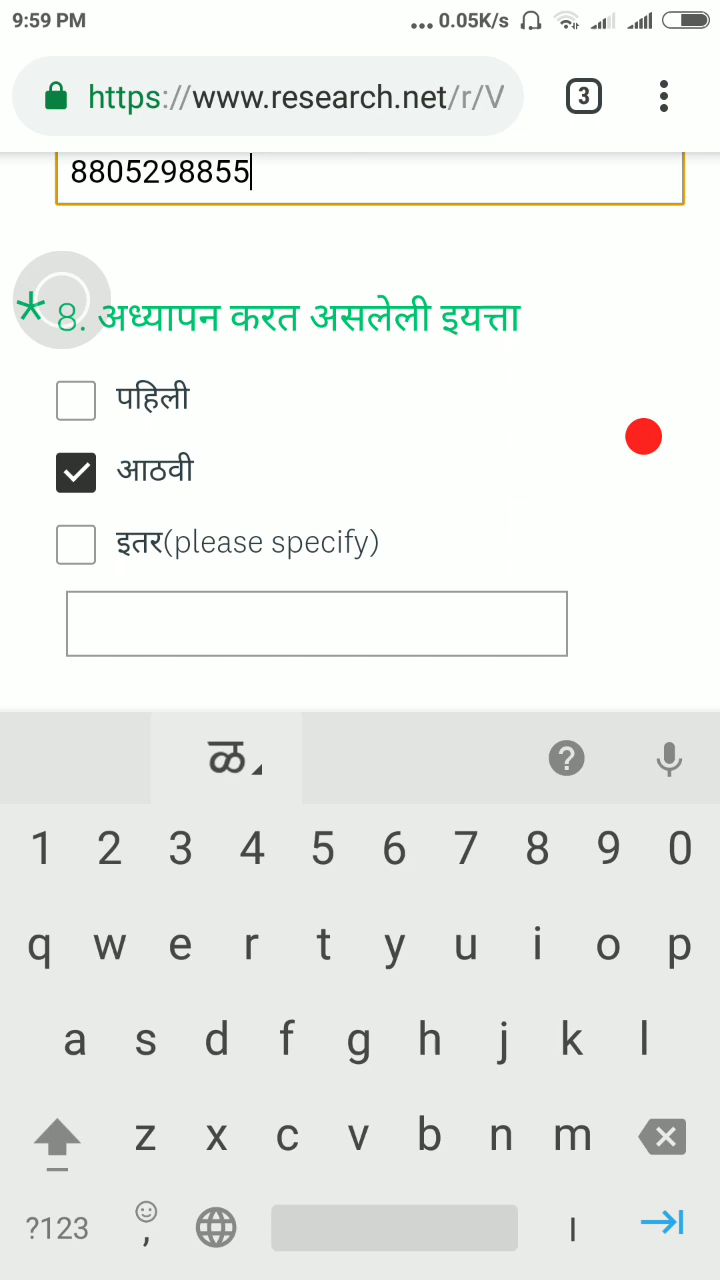 9:59 PM ... 0.05K/s
https://www.research.net/r/V 3
8805298855
* 8. अध्यापन करत असलेली इयत्ता
पहिली
आठवी
इतर(please specify)
ळ ?
1 2 3 4 5 6 7 8 9 0
q w e r t y u i o p
a s d f g h j k l
z x c v b n m
?123 , ।